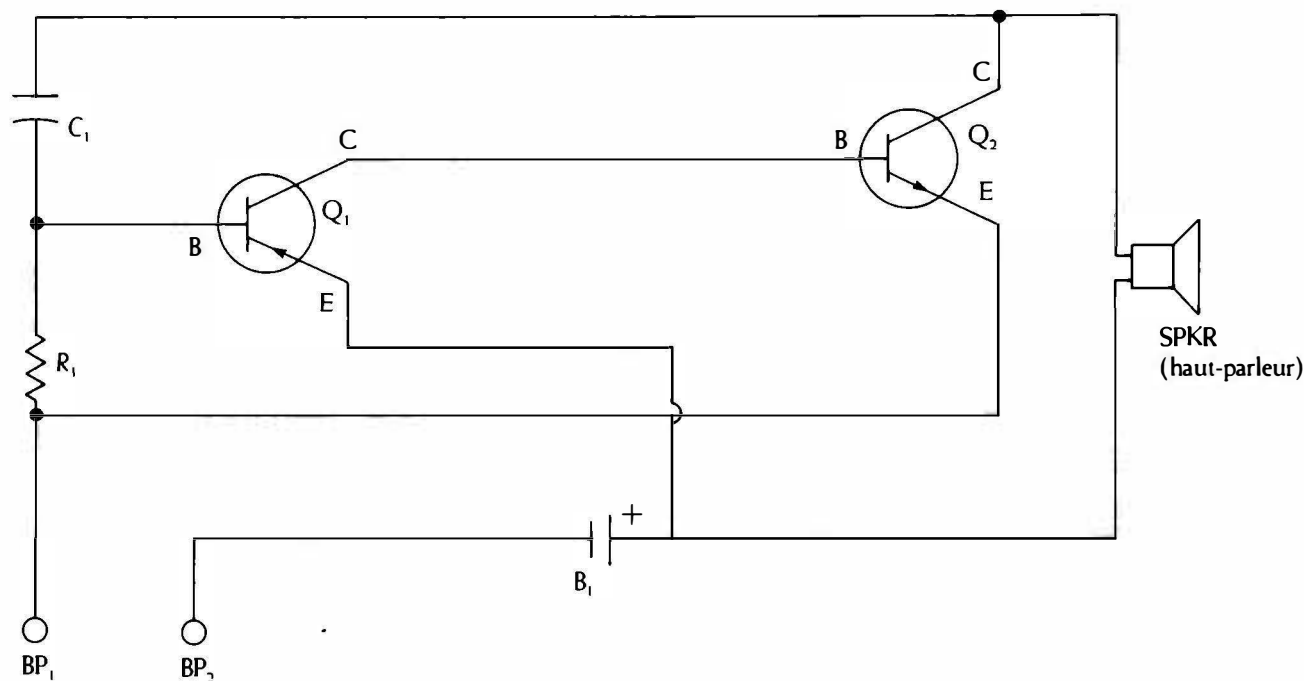 C
C₁
C
B
Q₂
Q₁
E
B
E
R₁
SPKR
(haut-parleur)
+
B₁
BP₁
BP₂